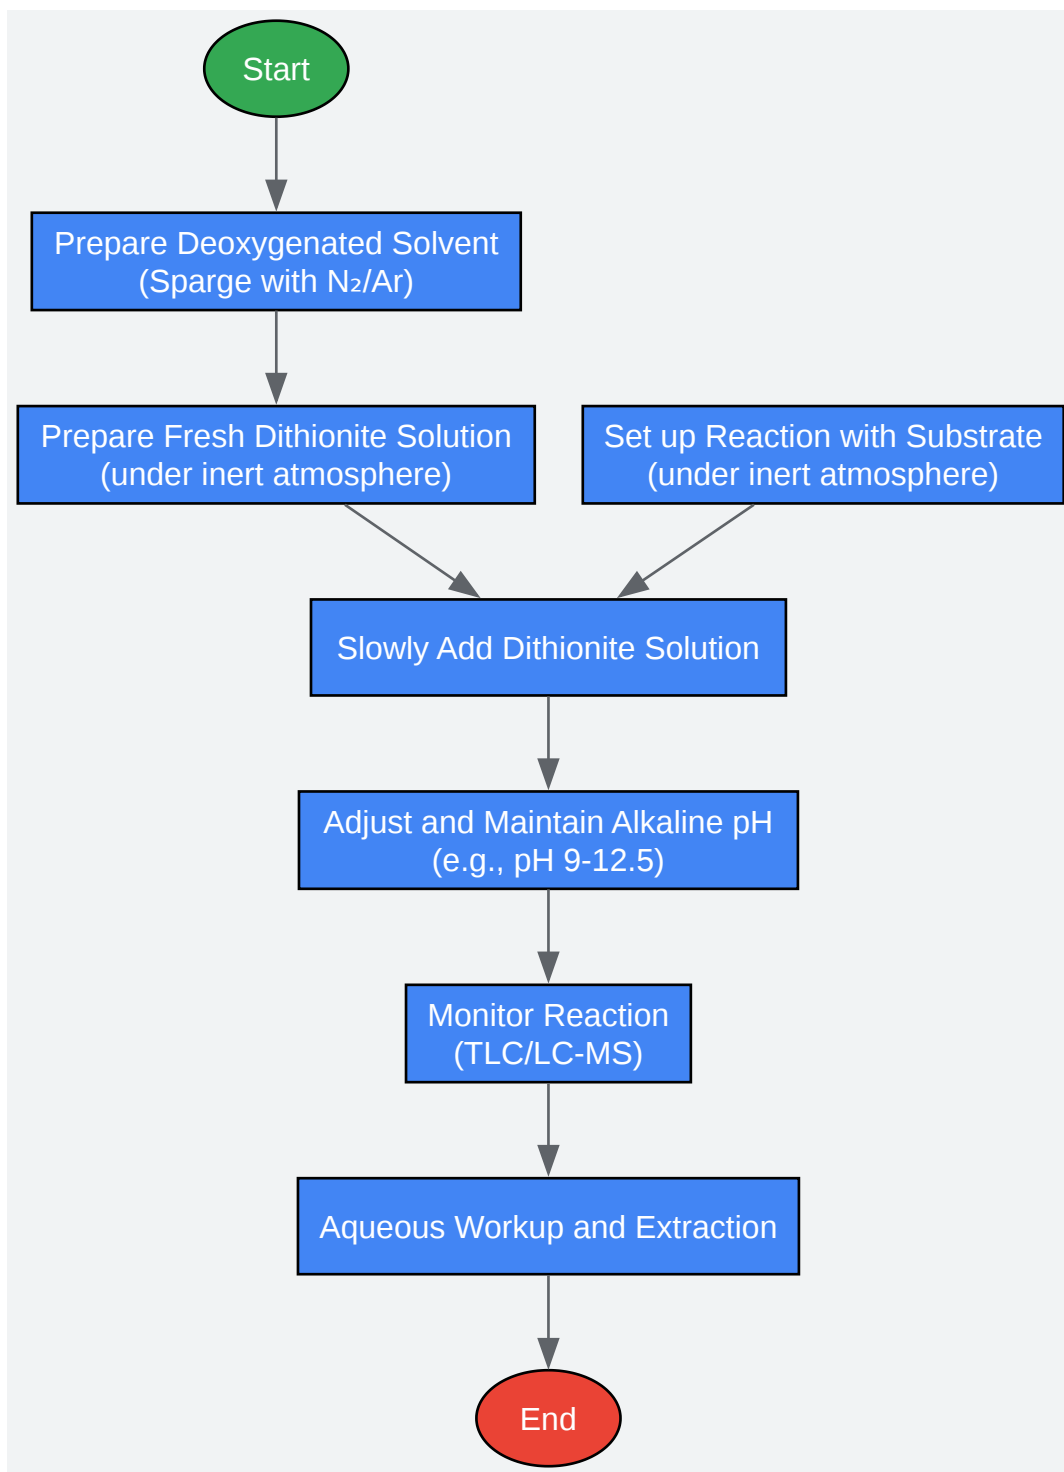 Start
Prepare Deoxygenated Solvent
(Sparge with N₂/Ar)
Prepare Fresh Dithionite Solution
(under inert atmosphere)
Set up Reaction with Substrate
(under inert atmosphere)
Slowly Add Dithionite Solution
Adjust and Maintain Alkaline pH
(e.g., pH 9-12.5)
Monitor Reaction
(TLC/LC-MS)
Aqueous Workup and Extraction
End